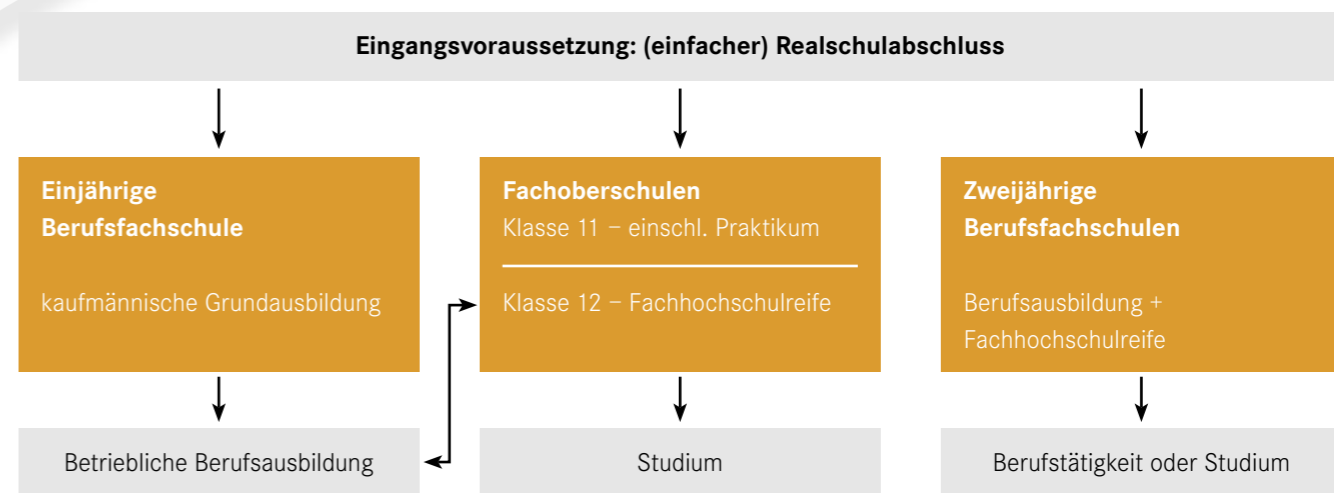 Eingangsvoraussetzung: (einfacher) Realschulabschluss
Einjährige
Berufsfachschule
kaufmännische Grundausbildung
Fachoberschulen
Klasse 11 – einschl. Praktikum
Klasse 12 – Fachhochschulreife
Zweijährige
Berufsfachschulen
Berufsausbildung +
Fachhochschulreife
Betriebliche Berufsausbildung
Studium
Berufstätigkeit oder Studium